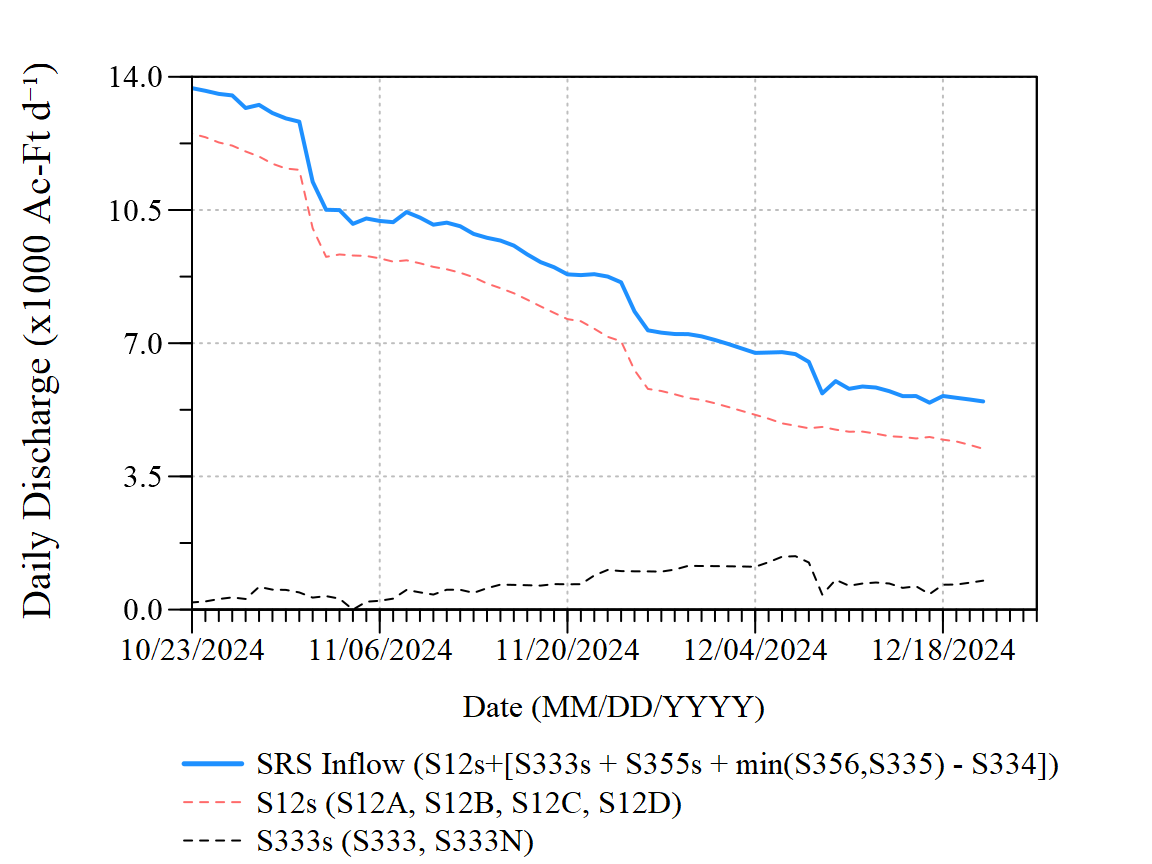 Daily Discharge (x1000 Ac-Ft d⁻¹)
14.0
10.5
7.0
3.5
0.0
10/23/2024 11/06/2024 11/20/2024 12/04/2024 12/18/2024
Date (MM/DD/YYYY)
SRS Inflow (S12s+[S333s + S355s + min(S356,S335) - S334])
S12s (S12A, S12B, S12C, S12D)
S333s (S333, S333N)